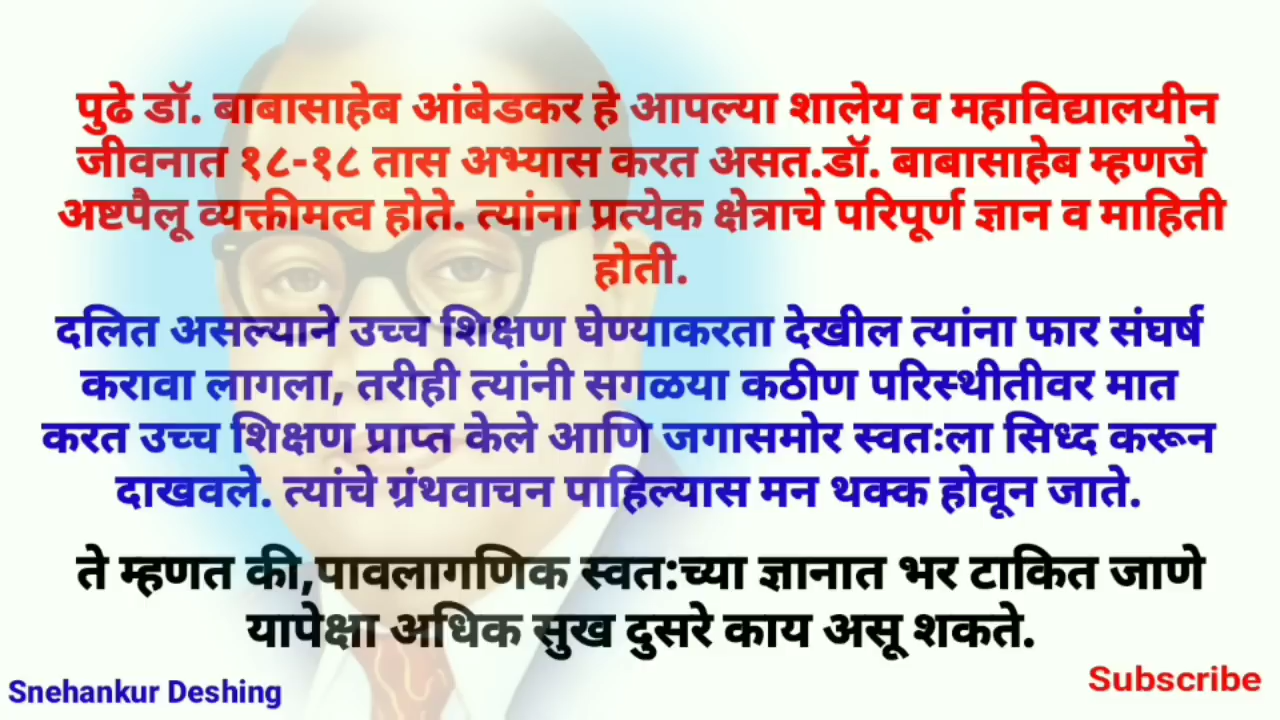 पुढे डॉ. बाबासाहेब आंबेडकर हे आपल्या शालेय व महाविद्यालयीन
जीवनात १८-१८ तास अभ्यास करत असत.डॉ. बाबासाहेब म्हणजे
अष्टपैलू व्यक्तीमत्व होते. त्यांना प्रत्येक क्षेत्राचे परिपूर्ण ज्ञान व माहिती
होती.
दलित असल्याने उच्च शिक्षण घेण्याकरता देखील त्यांना फार संघर्ष
करावा लागला, तरीही त्यांनी सगळया कठीण परिस्थीतीवर मात
करत उच्च शिक्षण प्राप्त केले आणि जगासमोर स्वतःला सिध्द करून
दाखवले. त्यांचे ग्रंथवाचन पाहिल्यास मन थक्क होवून जाते.
ते म्हणत की,पावलागणिक स्वत:च्या ज्ञानात भर टाकित जाणे
यापेक्षा अधिक सुख दुसरे काय असू शकते.
Snehankur Deshing
Subscribe